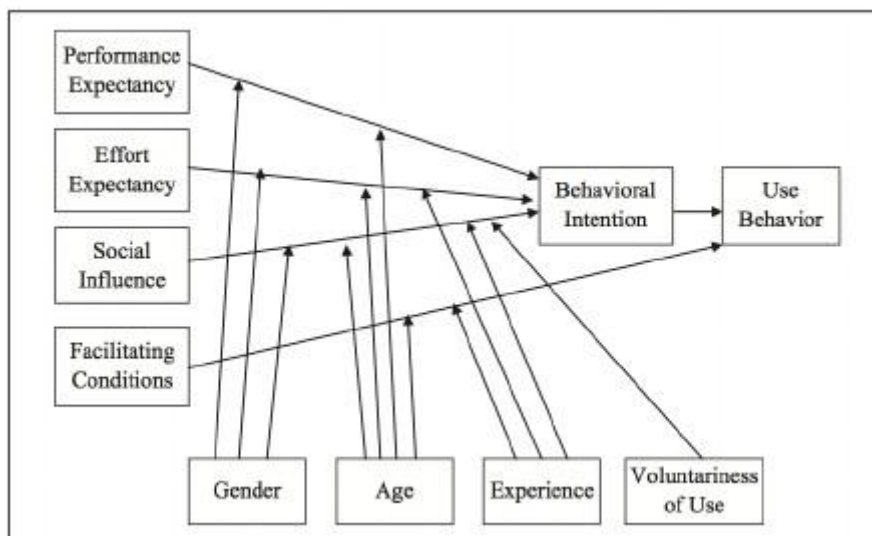 Performance
Expectancy
Effort
Expectancy
Social
Influence
Facilitating
Conditions
Behavioral
Intention
Use
Behavior
Gender
Age
Experience
Voluntariness
of Use